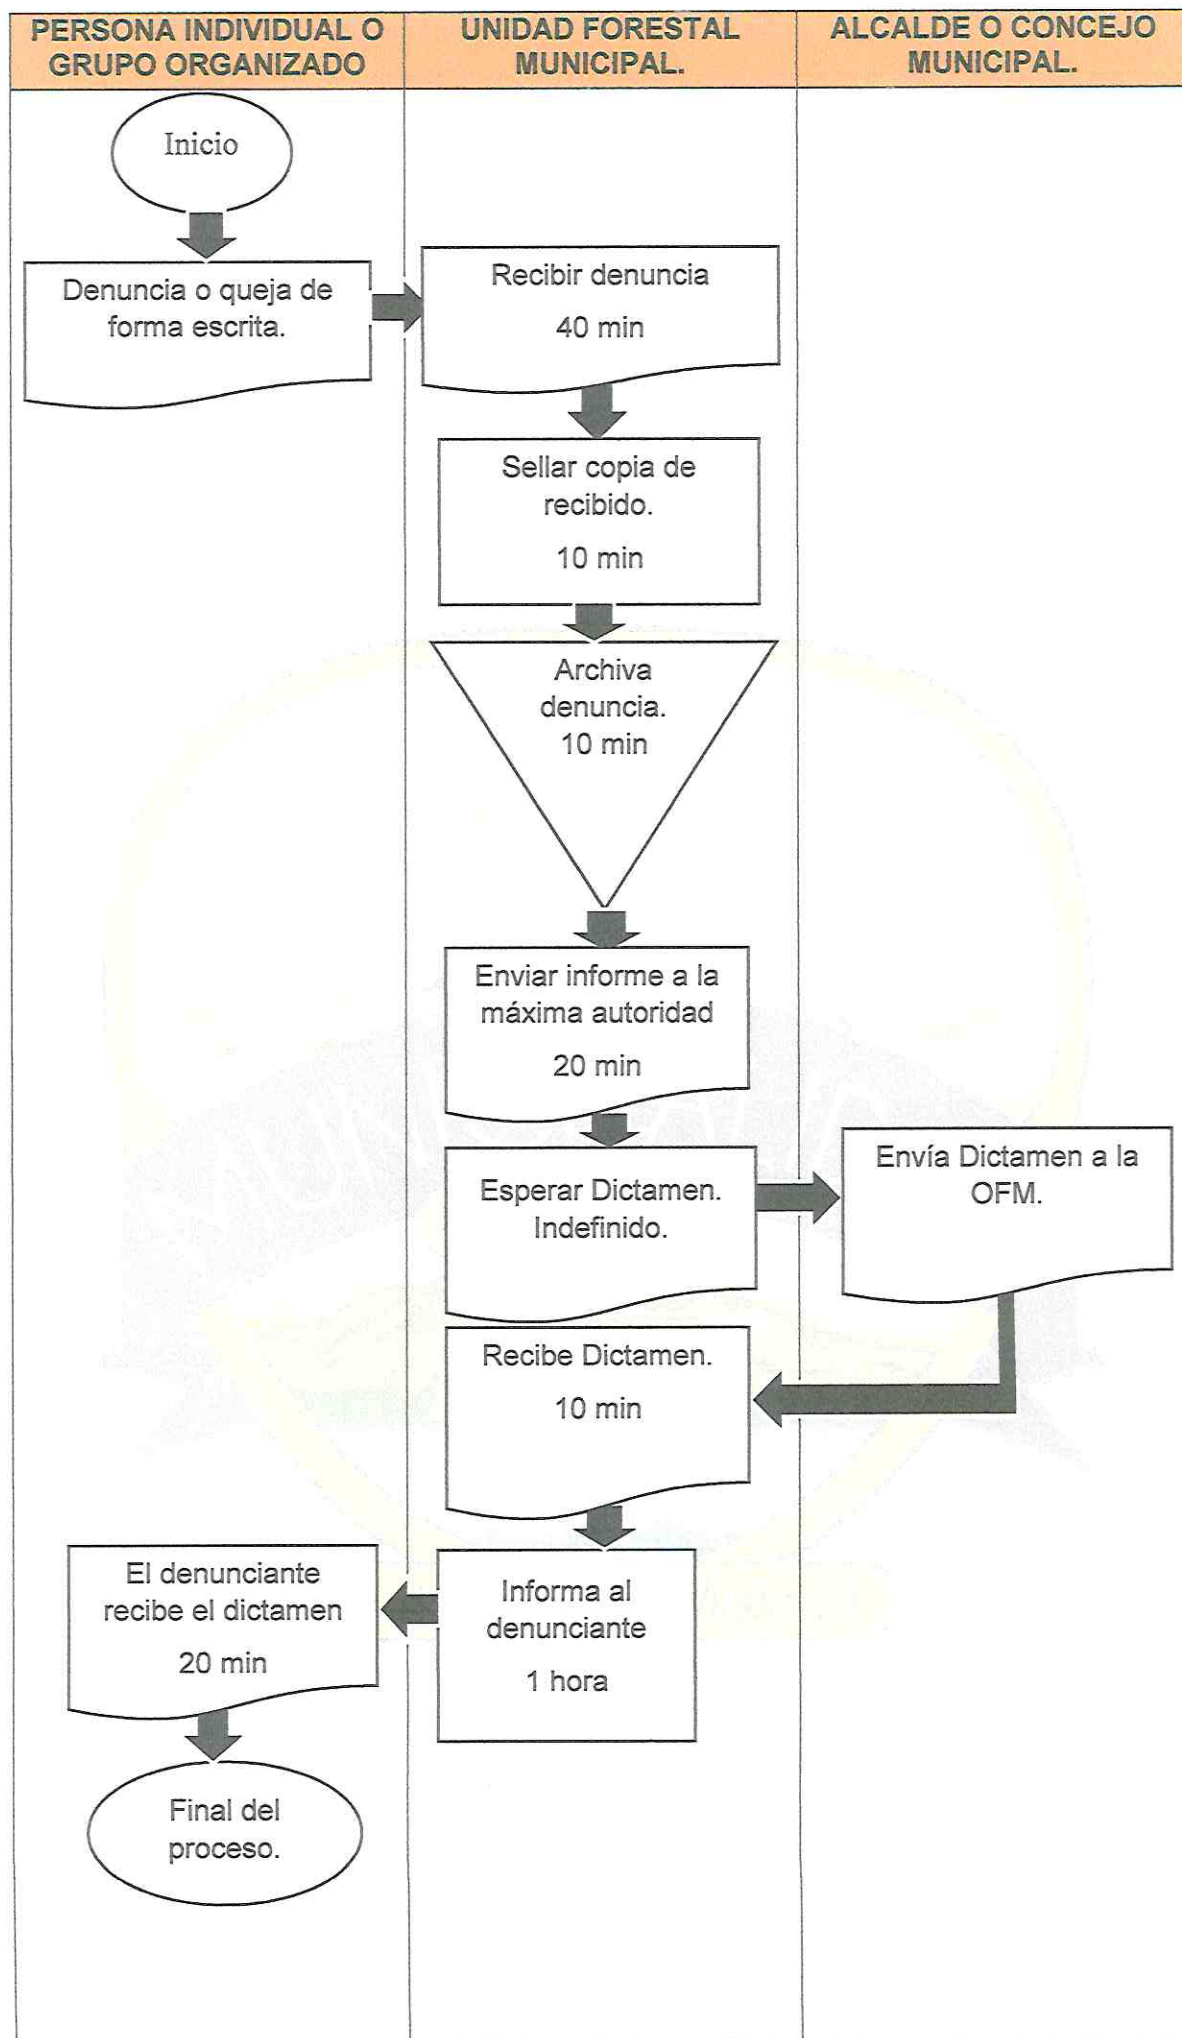 PERSONA INDIVIDUAL O
GRUPO ORGANIZADO
UNIDAD FORESTAL
MUNICIPAL.
ALCALDE O CONCEJO
MUNICIPAL.
Inicio
Denuncia o queja de
forma escrita.
Recibir denuncia
40 min
Sellar copia de
recibido.
10 min
Archiva
denuncia.
10 min
Enviar informe a la
máxima autoridad
20 min
Esperar Dictamen.
Indefinido.
Envía Dictamen a la
OFM.
Recibe Dictamen.
10 min
Informa al
denunciante
1 hora
El denunciante
recibe el dictamen
20 min
Final del
proceso.